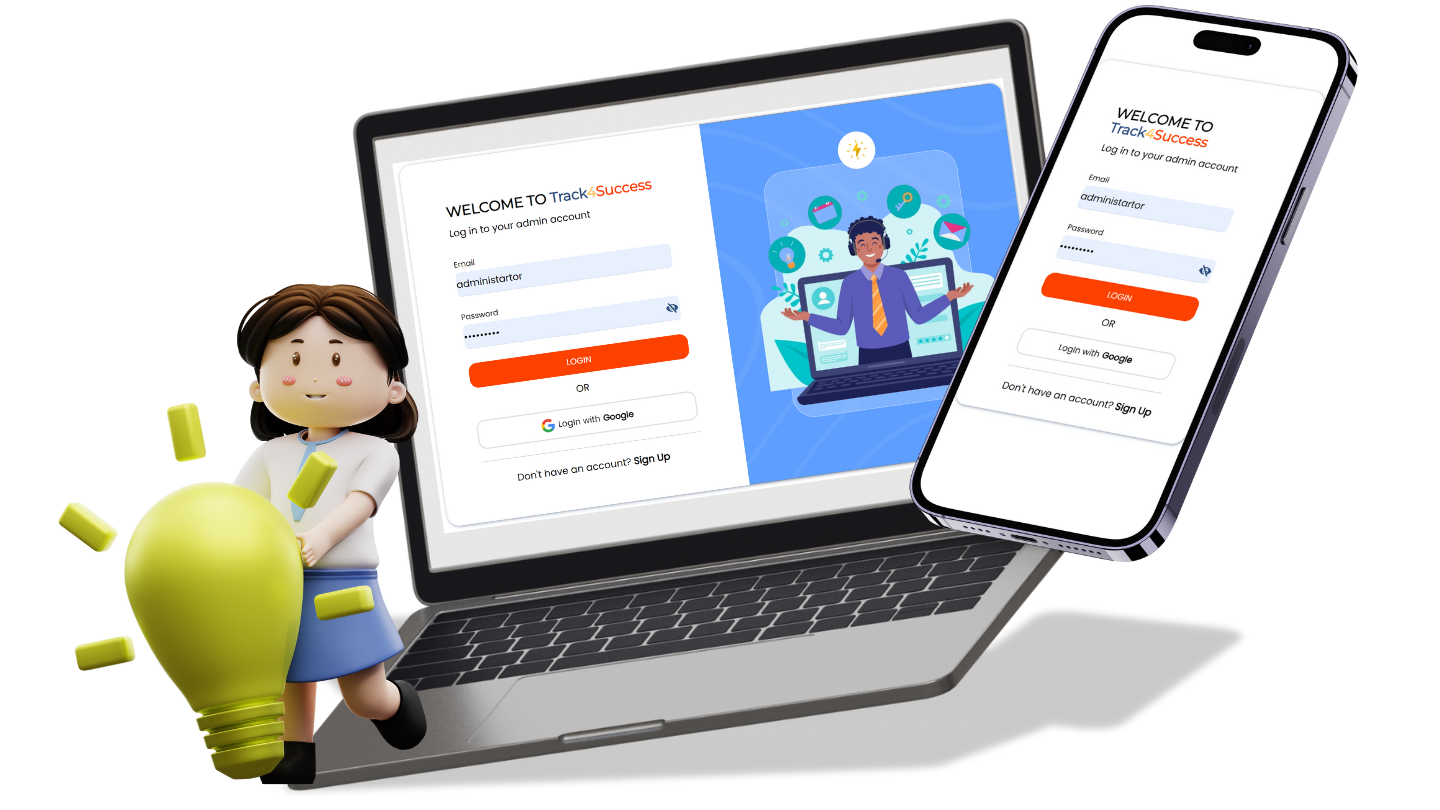 WELCOME TO Track4Success
Log in to your admin account
Email
administartor
Password
•••••••••
LOGIN
OR
Login with Google
Don't have an account? Sign Up
WELCOME TO
Track4Success
Log in to your admin account
Email
administartor
Password
•••••••••
LOGIN
OR
Login with Google
Don't have an account? Sign Up